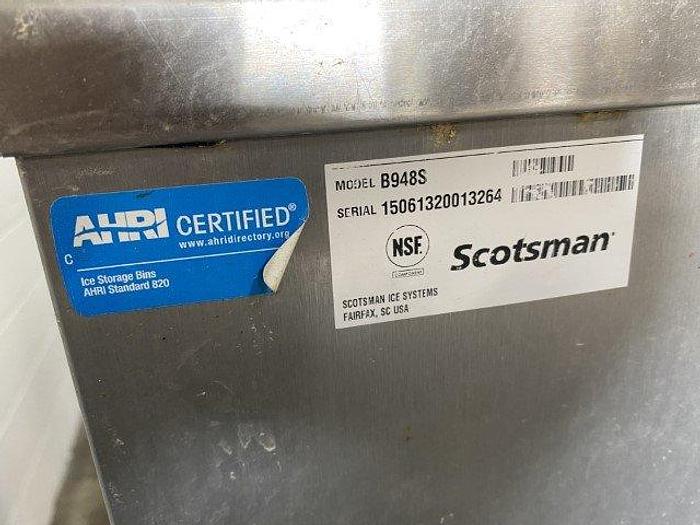 AHRI CERTIFIED®
www.ahridirectory.org
C
Ice Storage Bins
AHRI Standard 820
MODEL B948S
SERIAL 15061320013264
NSF.
COMPONENT
Scotsman
SCOTSMAN ICE SYSTEMS
FAIRFAX, SC USA